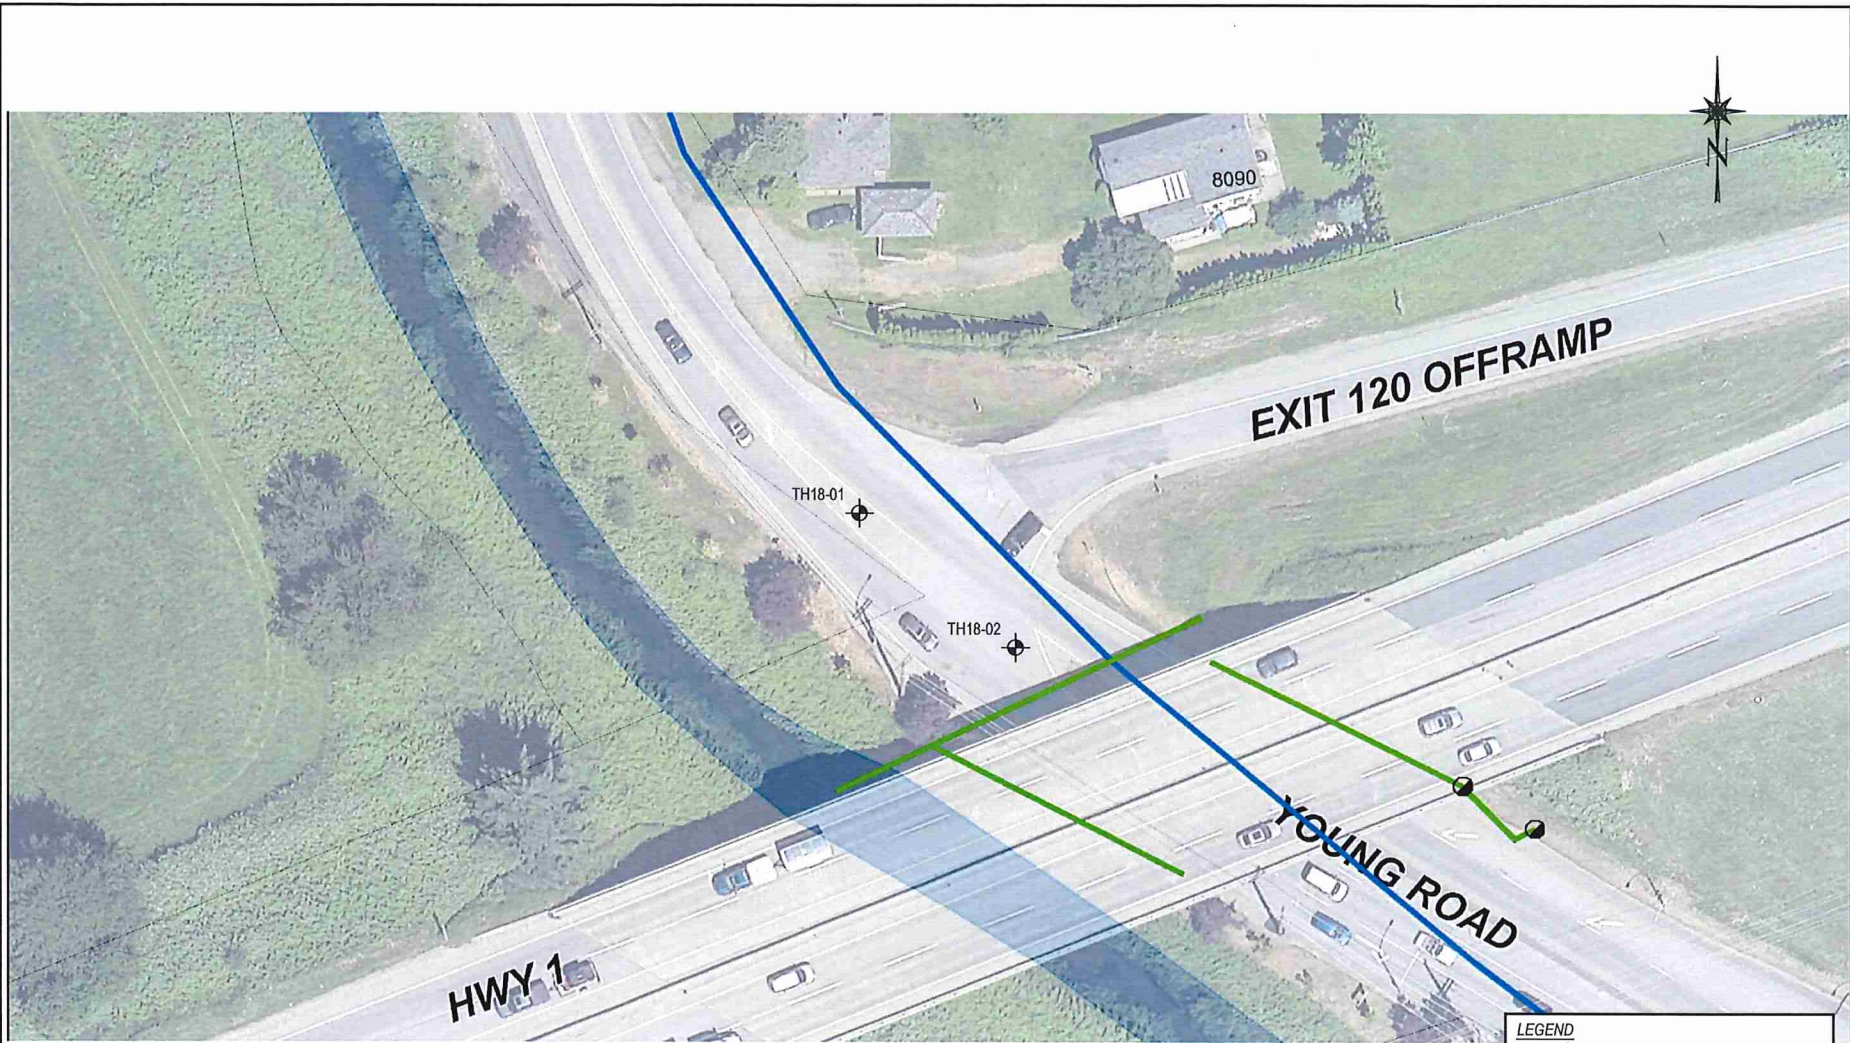 N
8090
EXIT 120 OFFRAMP
TH18-01
TH18-02
YOUNG ROAD
HWY 1
LEGEND